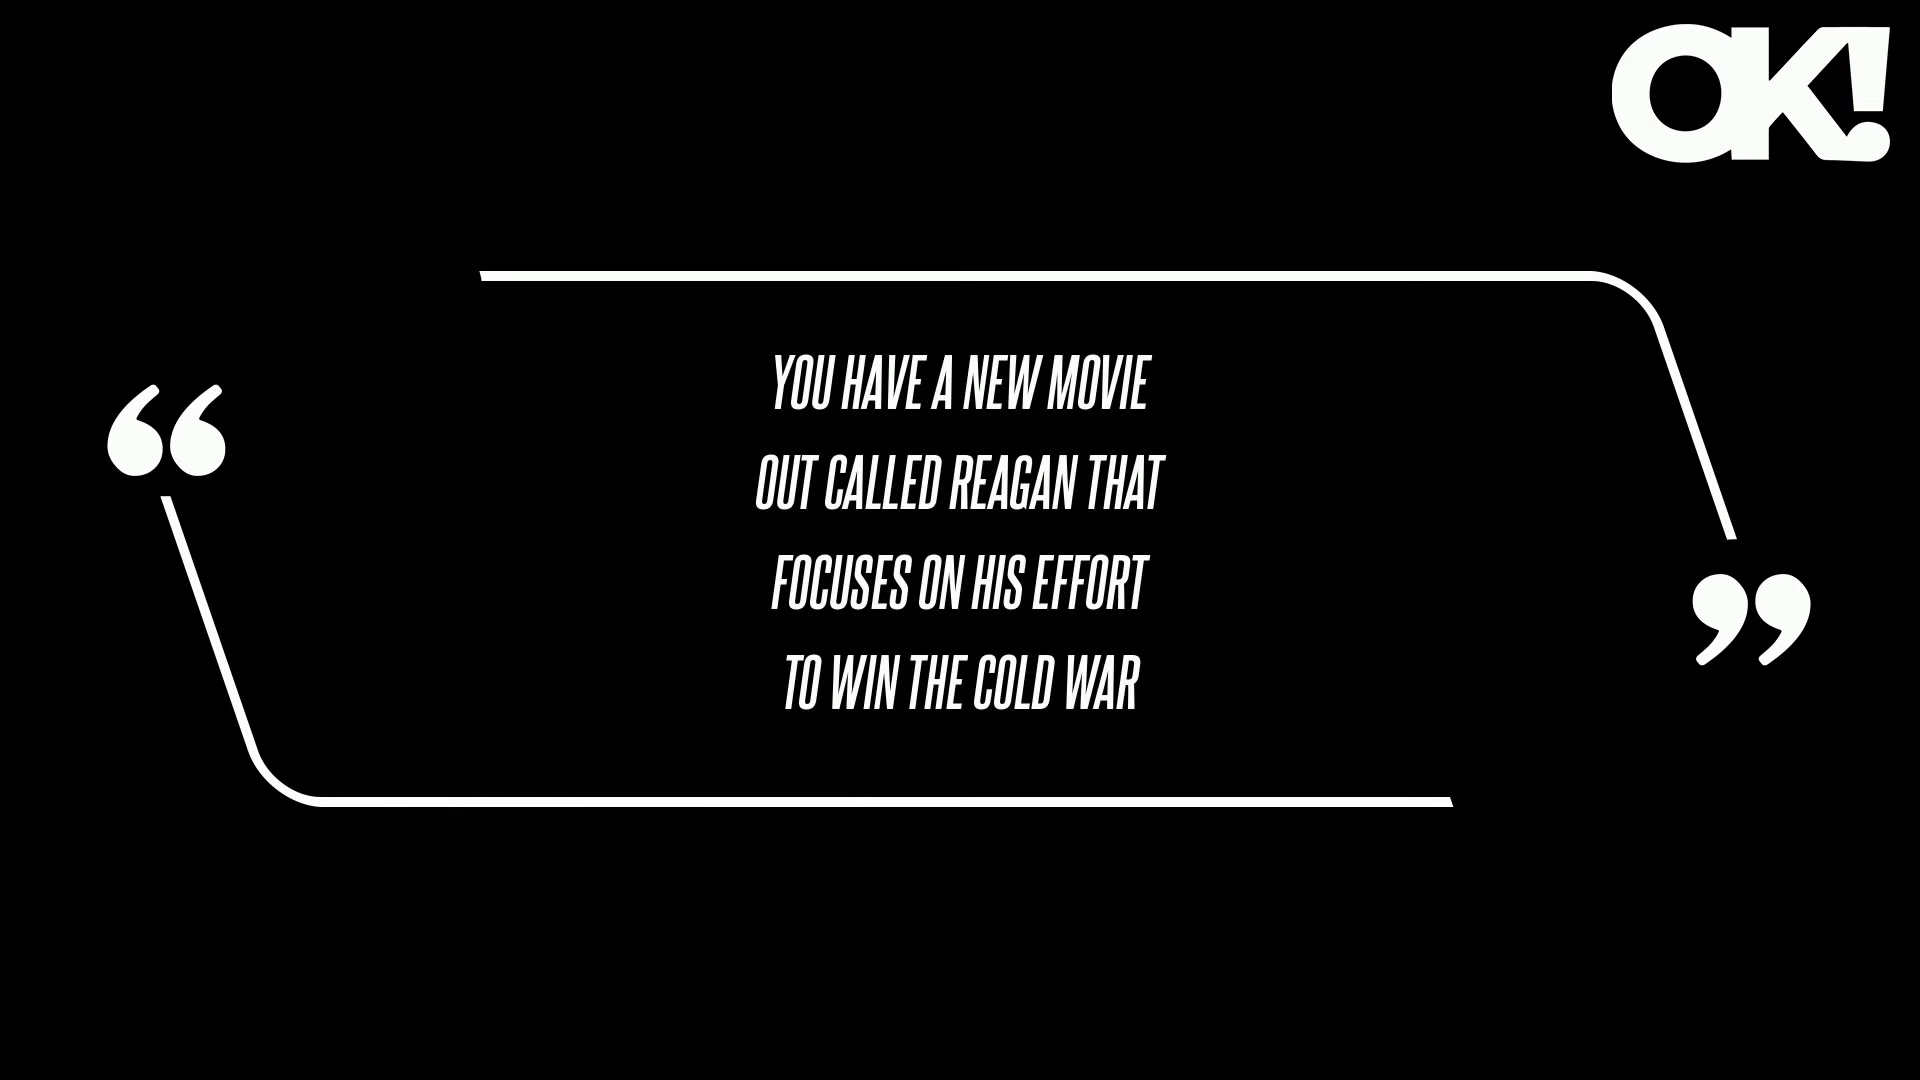 OK!
YOU HAVE A NEW MOVIE
OUT CALLED REAGAN THAT
FOCUSES ON HIS EFFORT
TO WIN THE COLD WAR